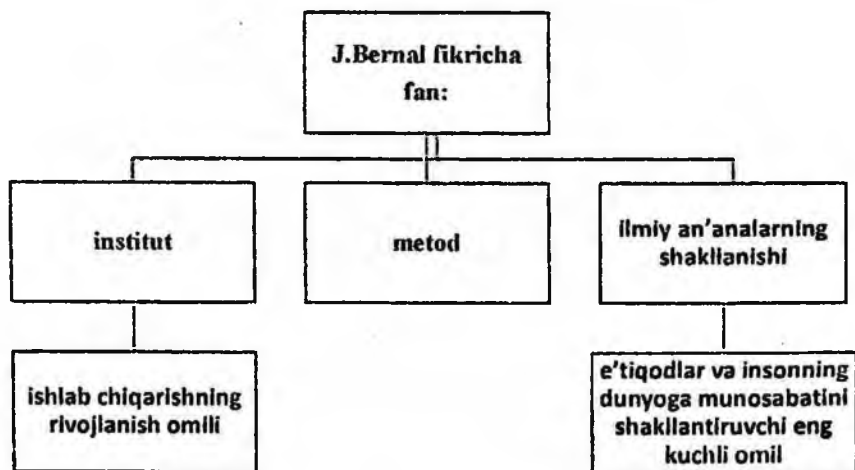 J.Bernal fikricha
fan:
institut
metod
ilmiy an'analarning
shakllanishi
ishlab chiqarishning
rivojlanish omili
e'tiqodlar va insonning
dunyoga munosabatini
shakllantiruvchi eng
kuchli omil